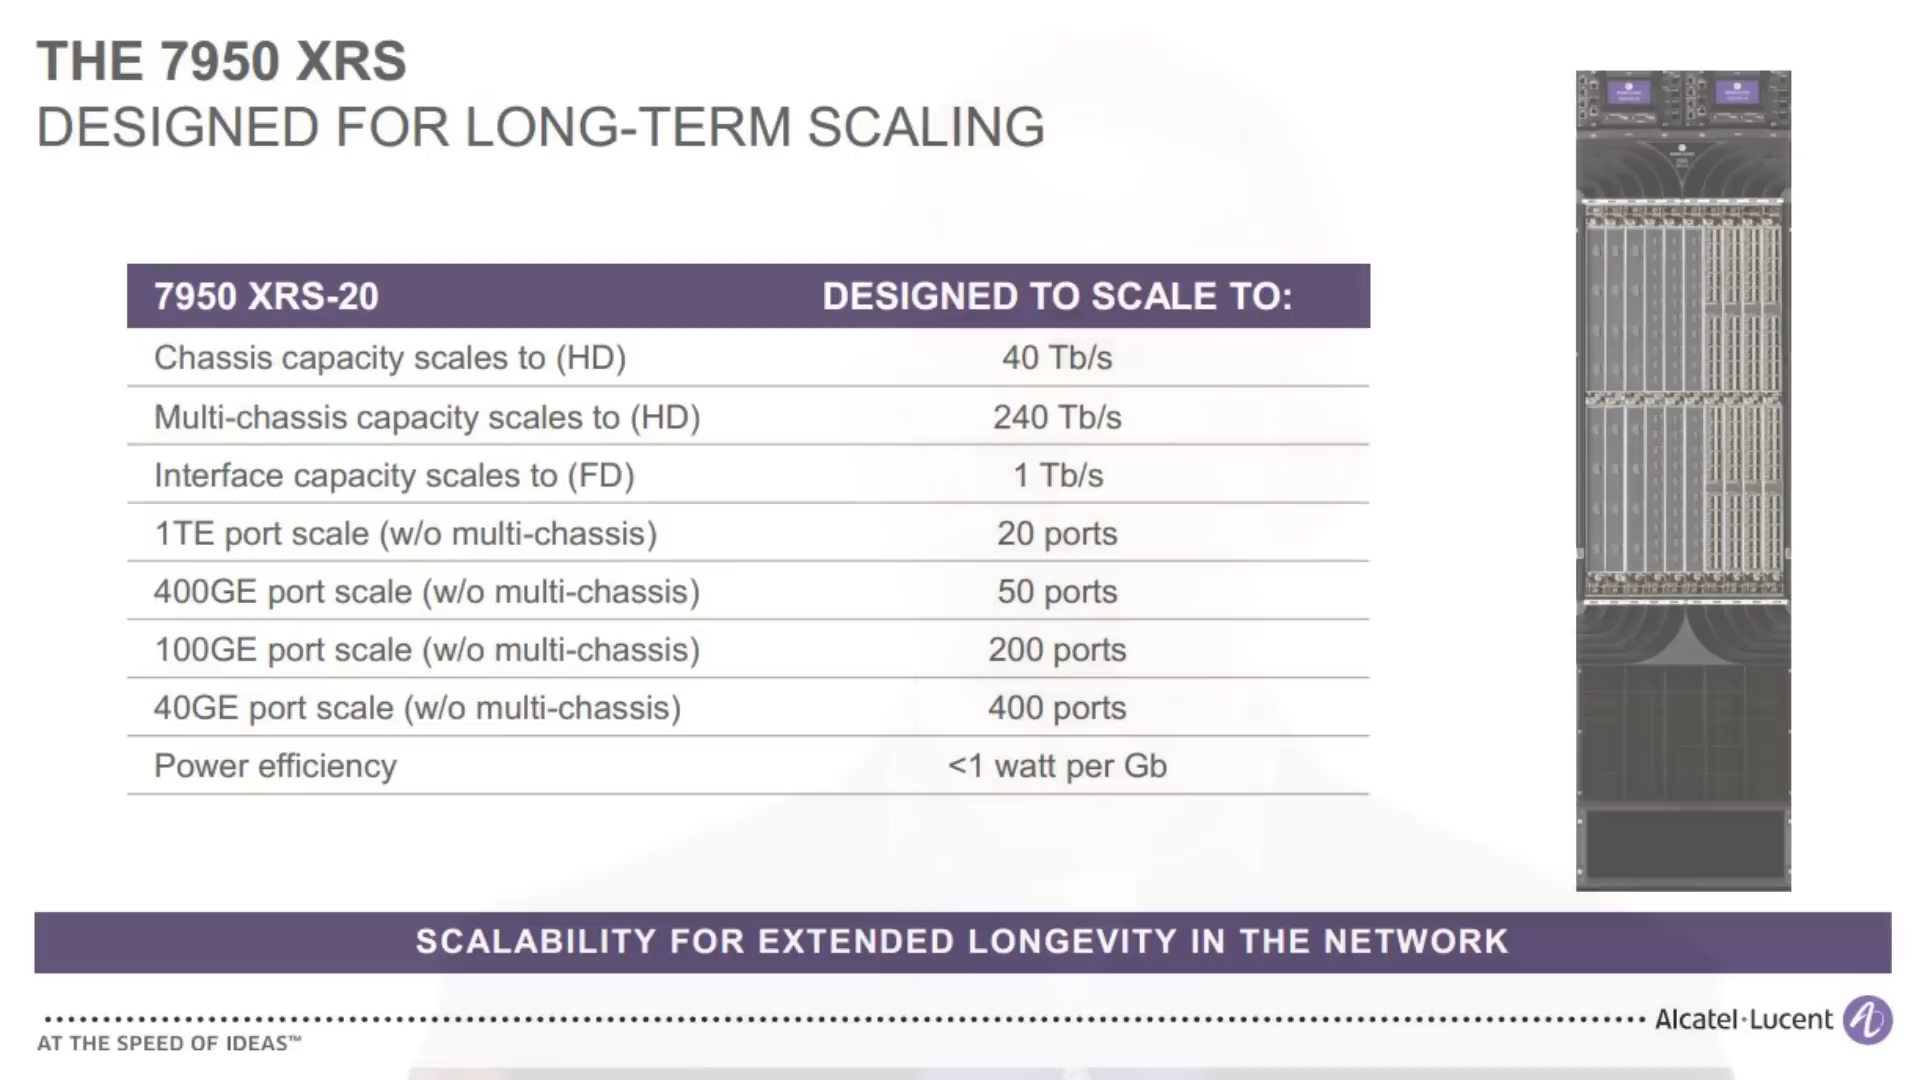 THE 7950 XRS
DESIGNED FOR LONG-TERM SCALING
7950 XRS-20 DESIGNED TO SCALE TO:
Chassis capacity scales to (HD) 40 Tb/s
Multi-chassis capacity scales to (HD) 240 Tb/s
Interface capacity scales to (FD) 1 Tb/s
1TE port scale (w/o multi-chassis) 20 ports
400GE port scale (w/o multi-chassis) 50 ports
100GE port scale (w/o multi-chassis) 200 ports
40GE port scale (w/o multi-chassis) 400 ports
Power efficiency <1 watt per Gb
SCALABILITY FOR EXTENDED LONGEVITY IN THE NETWORK
Alcatel·Lucent
AT THE SPEED OF IDEAS™